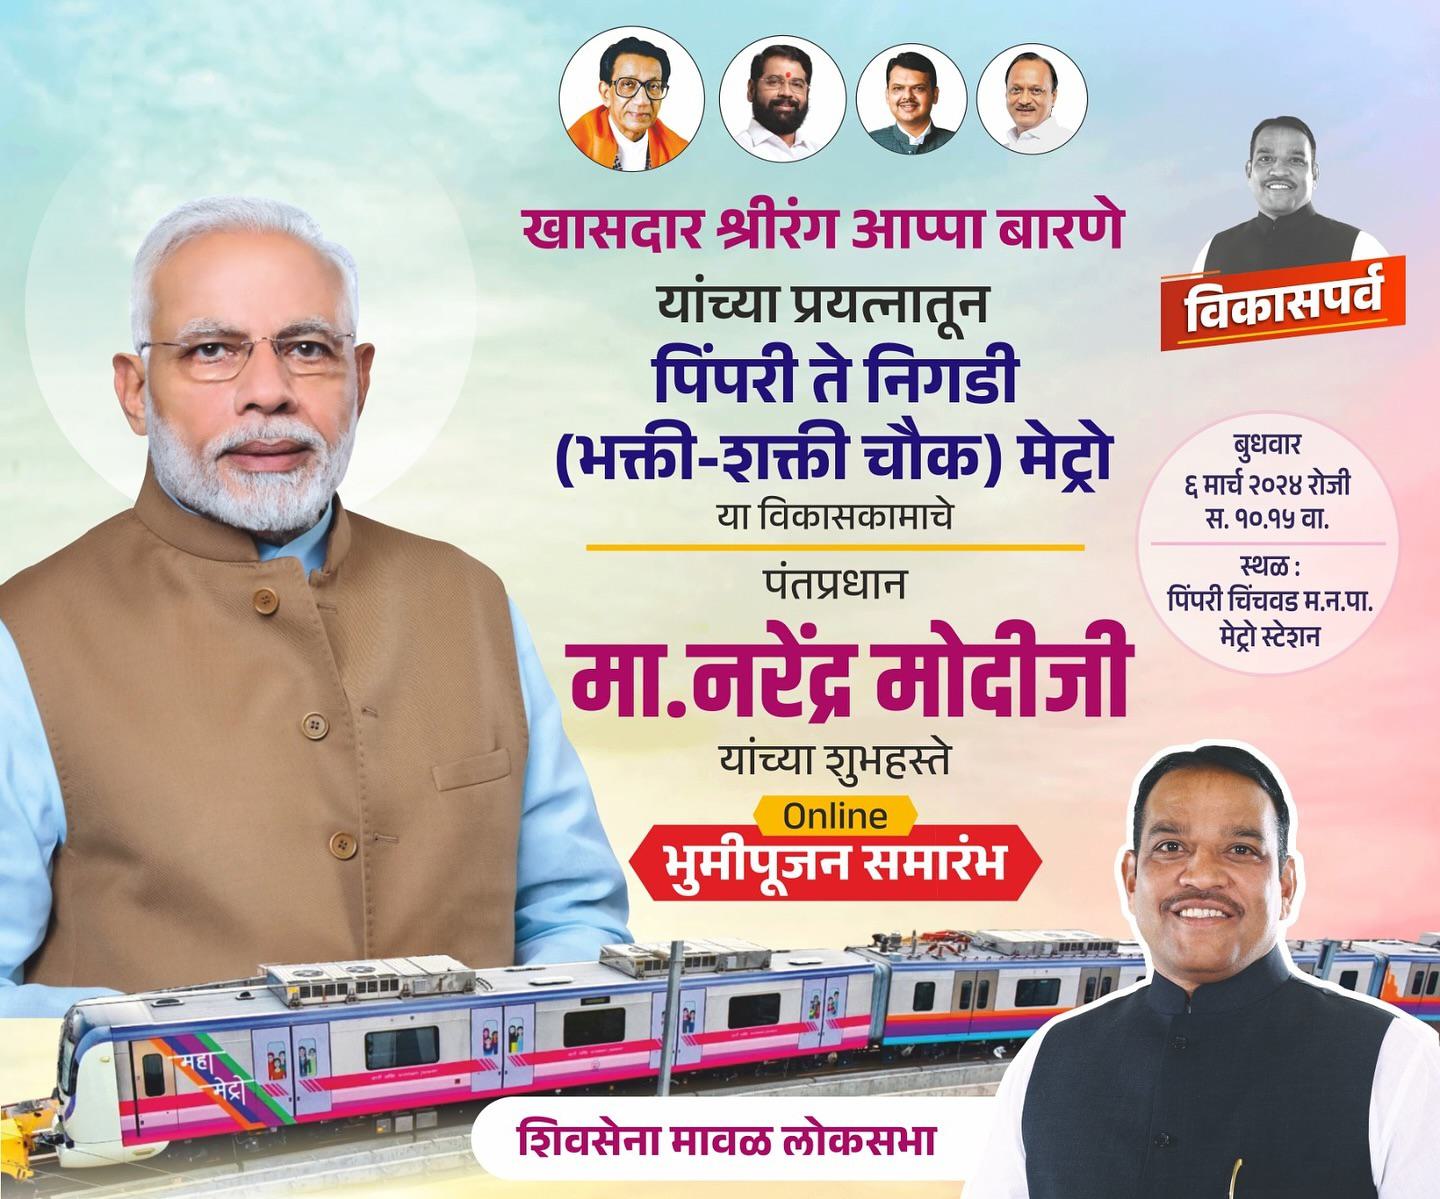 खासदार श्रीरंग आप्पा बारणे
यांच्या प्रयत्नातून
पिंपरी ते निगडी
(भक्ती-शक्ती चौक) मेट्रो
या विकासकामाचे
पंतप्रधान
मा.नरेंद्र मोदीजी
यांच्या शुभहस्ते
Online
भुमीपूजन समारंभ
विकासपर्व
बुधवार
६ मार्च २०२४ रोजी
स. १०.१५ वा.
स्थळ :
पिंपरी चिंचवड म.न.पा.
मेट्रो स्टेशन
महा
मेट्रो
शिवसेना मावळ लोकसभा